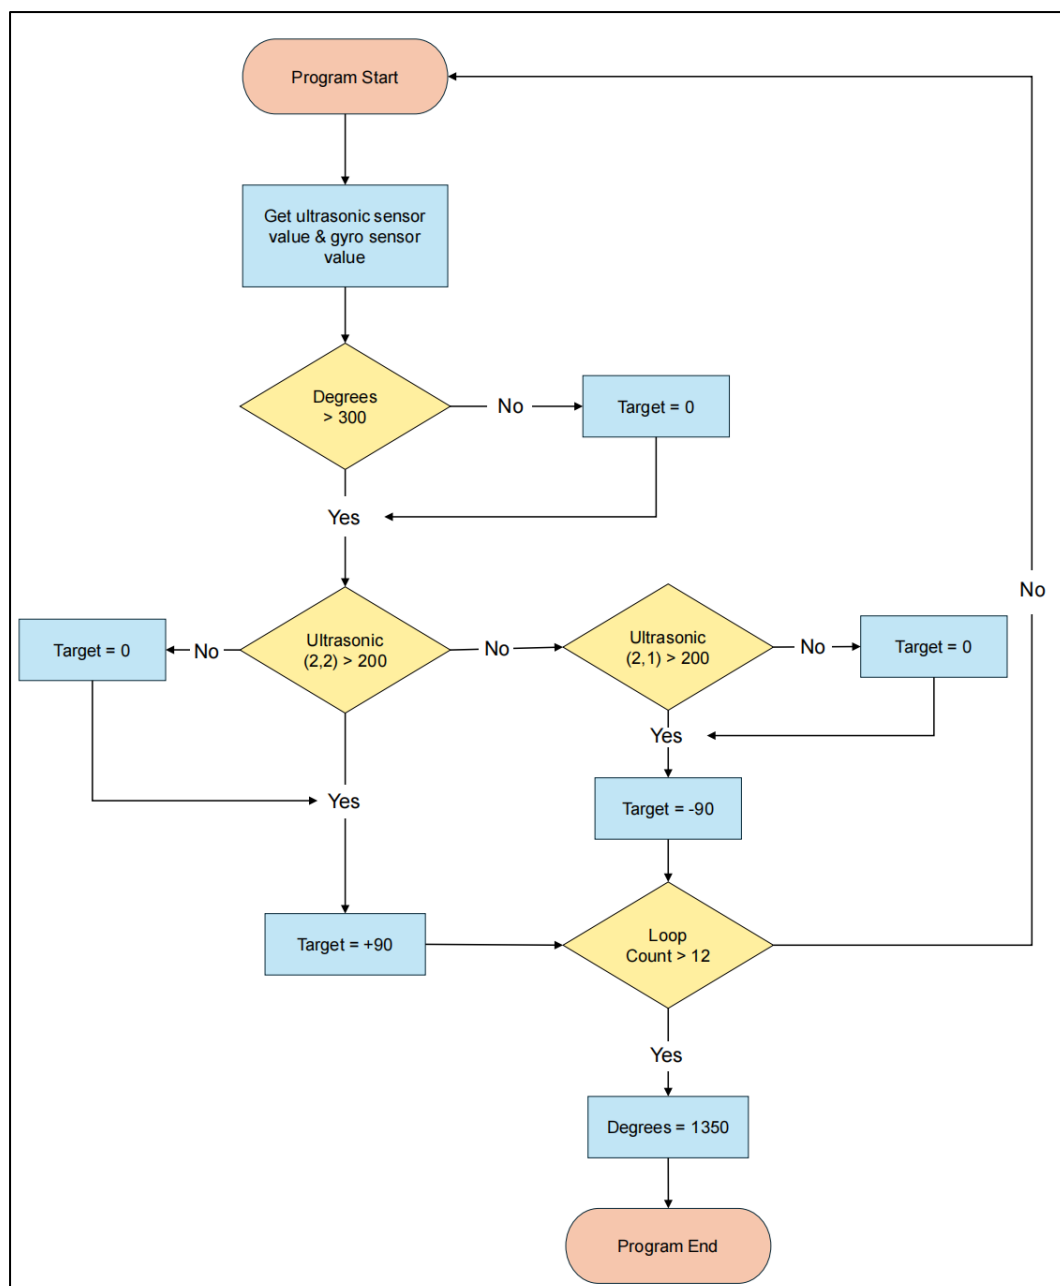 Program Start
Get ultrasonic sensor
value & gyro sensor
value
Degrees
> 300
No
Target = 0
Yes
Target = 0
No
Ultrasonic
(2,2) > 200
No
Ultrasonic
(2,1) > 200
No
Target = 0
No
Yes
Yes
Target = -90
Target = +90
Loop
Count > 12
Yes
Degrees = 1350
Program End